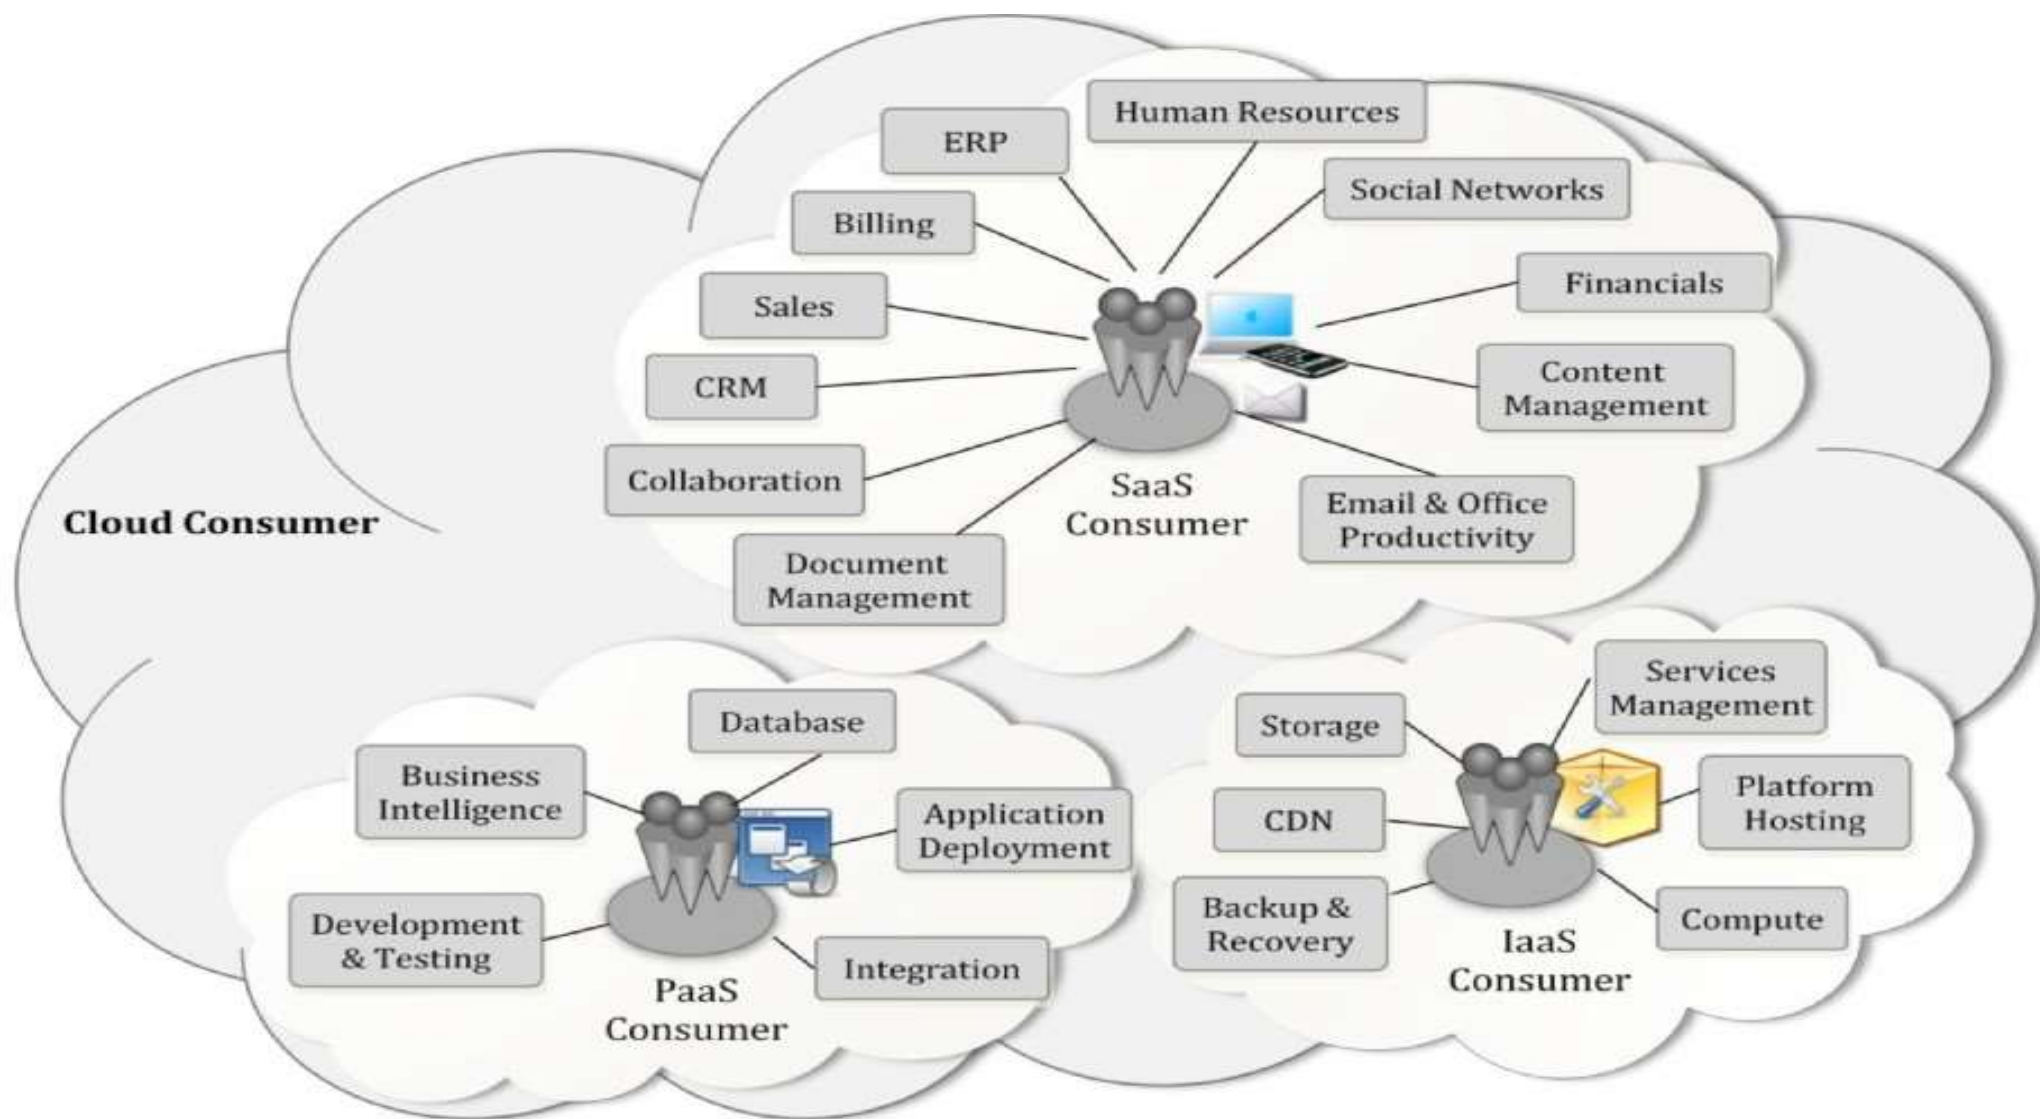 Human Resources
ERP
Social Networks
Billing
Financials
Sales
Content
Management
CRM
Collaboration
SaaS
Consumer
Email & Office
Productivity
Cloud Consumer
Document
Management
Database
Business
Intelligence
Application
Deployment
Development
& Testing
Integration
PaaS
Consumer
Services
Management
Storage
Platform
Hosting
CDN
Backup &
Recovery
Compute
IaaS
Consumer